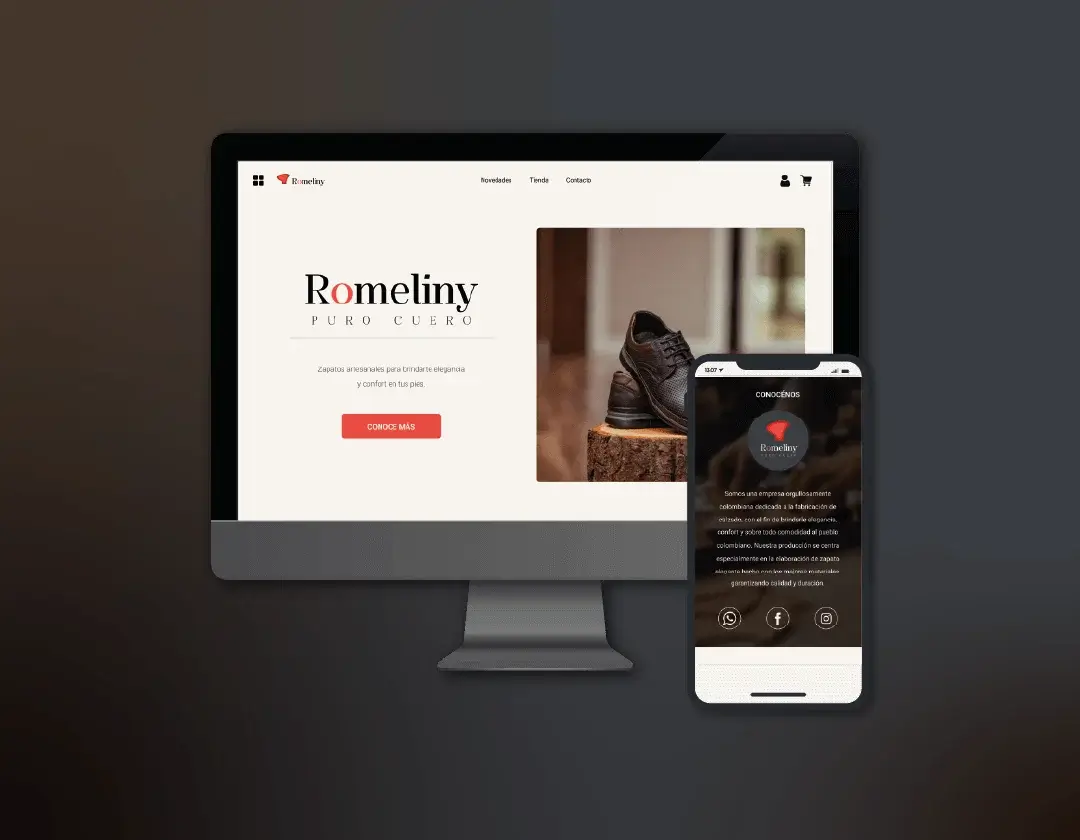 Romeliny
Novedades Tienda Contacto
Romeliny
PURO CUERO
Zapatos artesanales para brindarte elegancia
y confort en tus pies.
CONOCE MÁS
13:07
CONOCÉNOS
Romeliny
Somos una empresa orgullosamente
colombiana dedicada a la fabricación de
calzado, con el fin de brindarle elegancia,
confort y sobre todo comodidad al pueblo
colombiano. Nuestra producción se centra
especialmente en la elaboración de zapato
elegante hecho con los mejores materiales
garantizando calidad y duración.